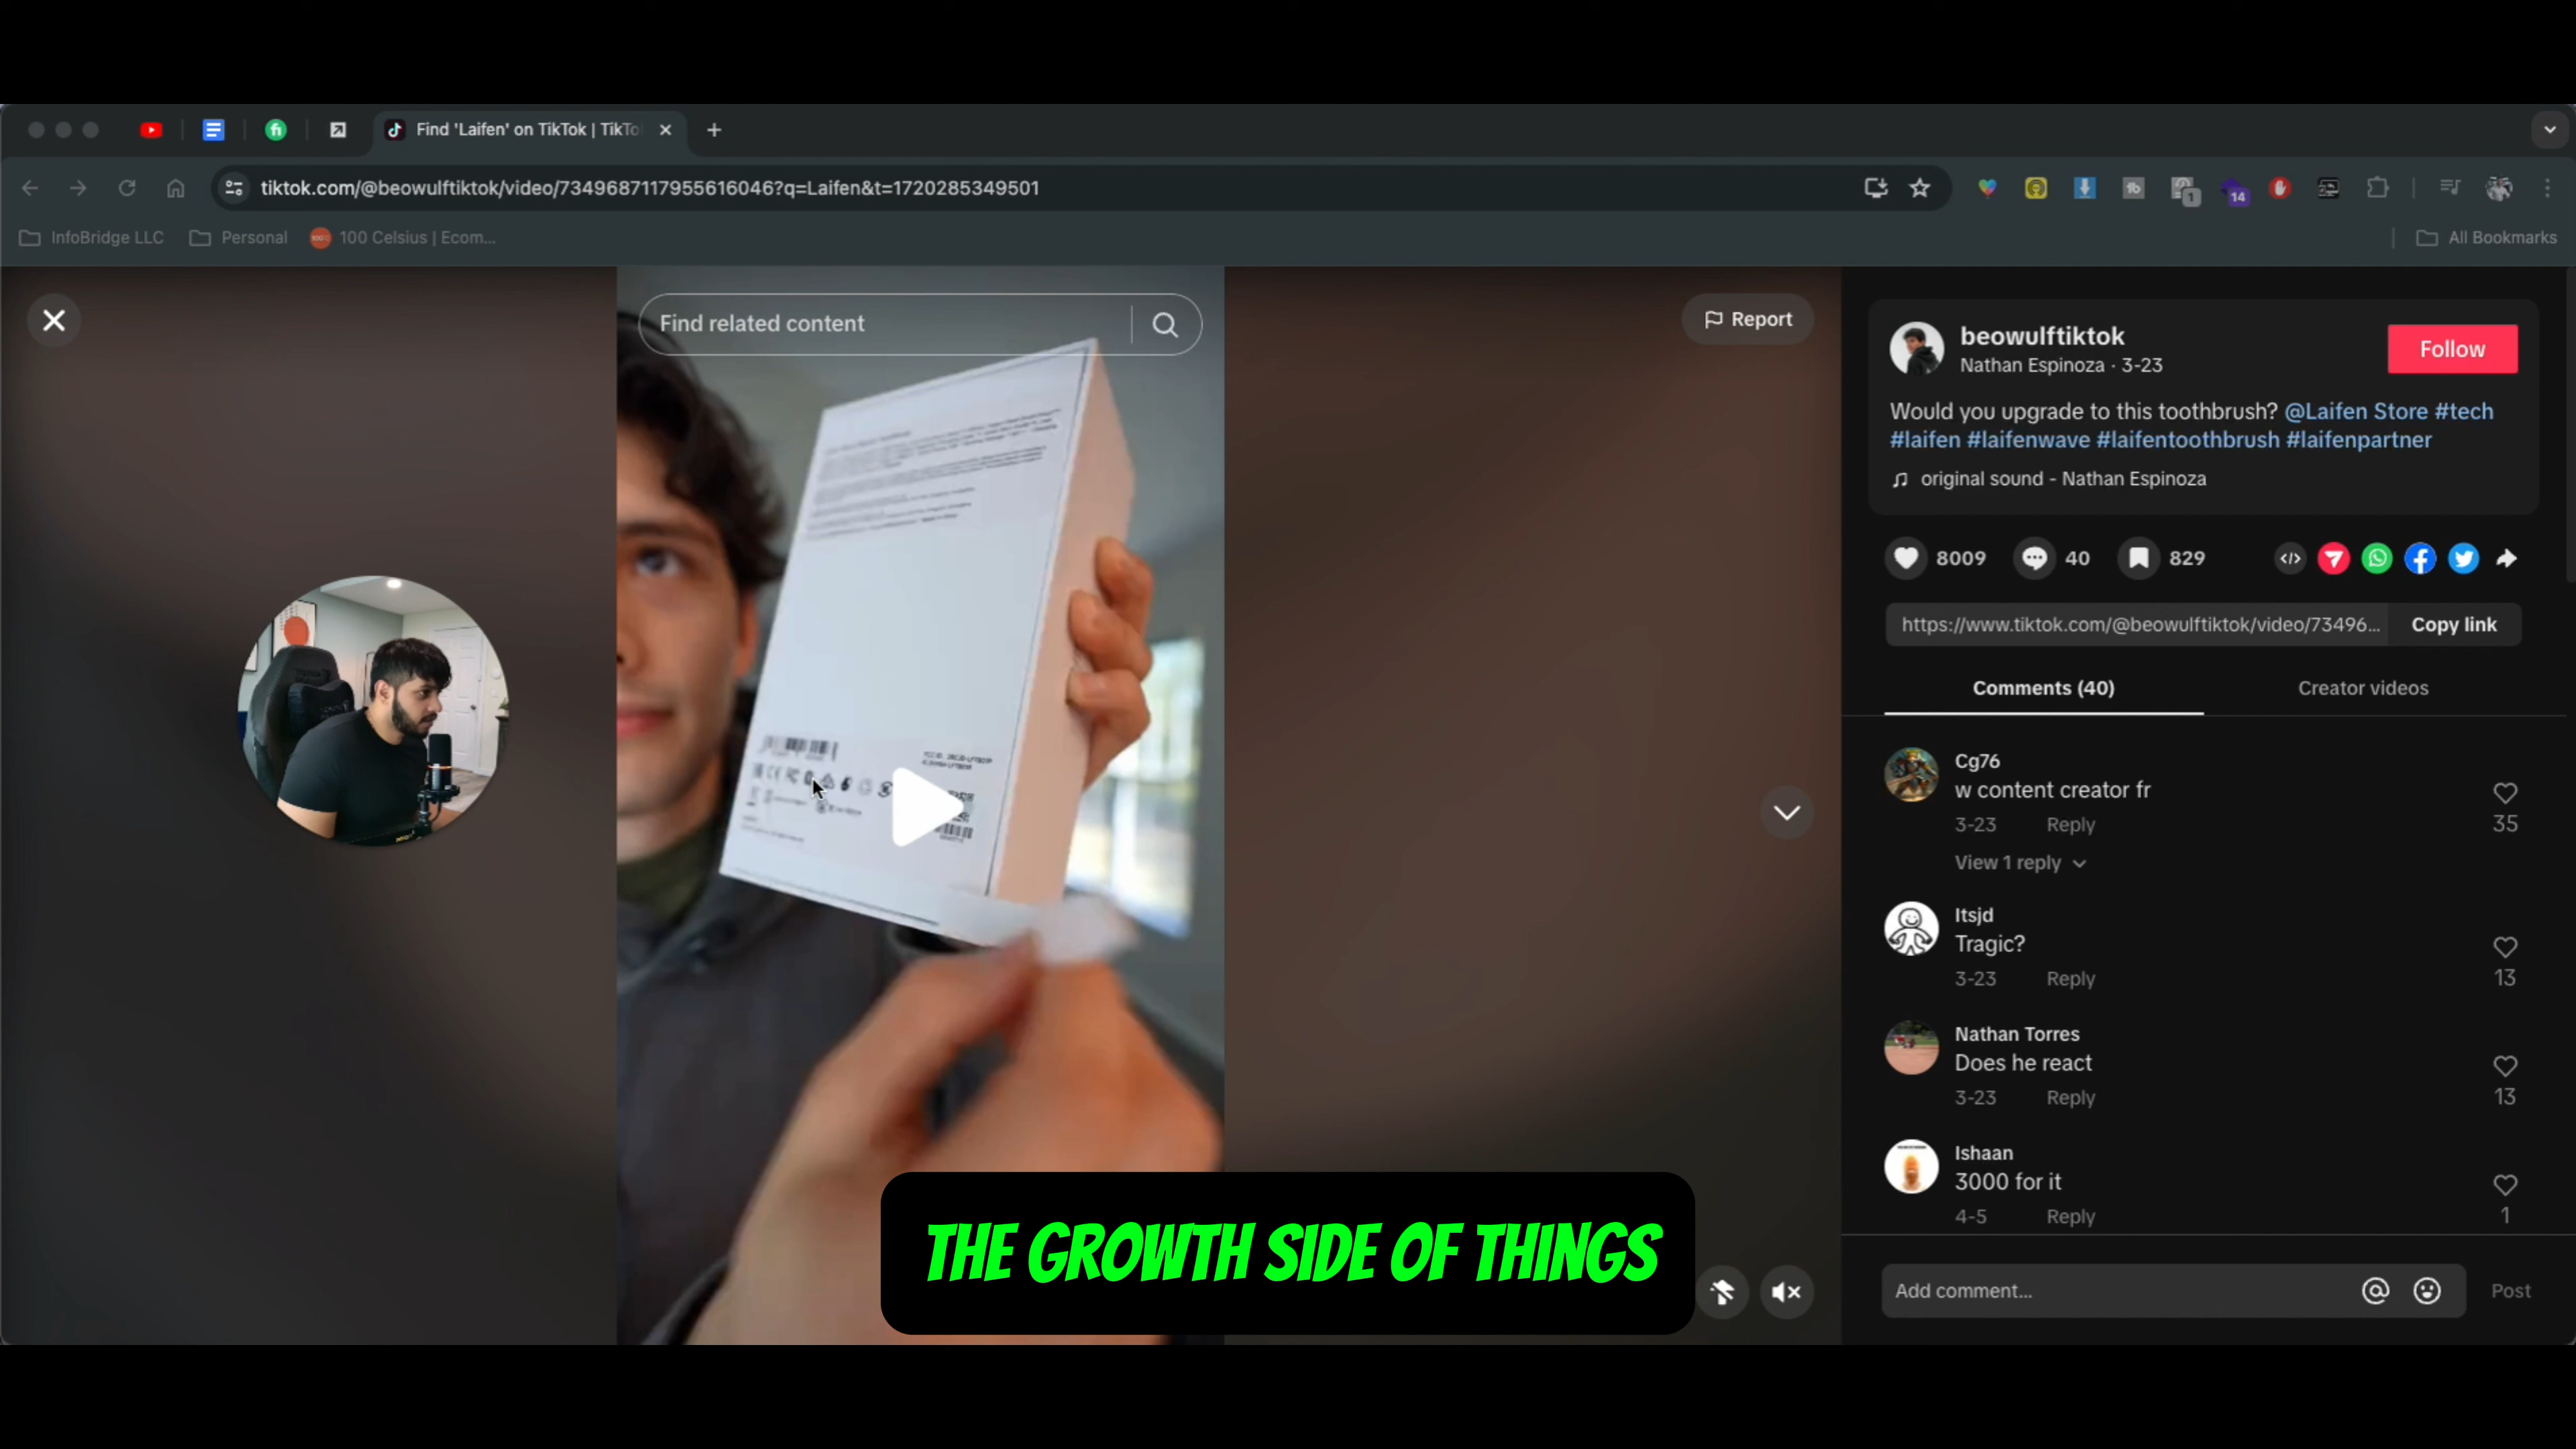 Find 'Laifen' on TikTok | TikTo
tiktok.com/@beowulftiktok/video/7349687117955616046?q=Laifen&t=1720285349501
1
14
InfoBridge LLC
Personal
100 Celsius | Ecom...
All Bookmarks
Find related content
Report
beowulftiktok
Nathan Espinoza · 3-23
Follow
Would you upgrade to this toothbrush? @Laifen Store #tech
#laifen #laifenwave #laifentoothbrush #laifenpartner
original sound - Nathan Espinoza
8009
40
829
https://www.tiktok.com/@beowulftiktok/video/73496...
Copy link
Comments (40)
Creator videos
Cg76
w content creator fr
3-23 Reply
35
View 1 reply
Itsjd
Tragic?
3-23 Reply
13
Nathan Torres
Does he react
3-23 Reply
13
Ishaan
3000 for it
4-5 Reply
1
THE GROWTH SIDE OF THINGS
Add comment...
Post